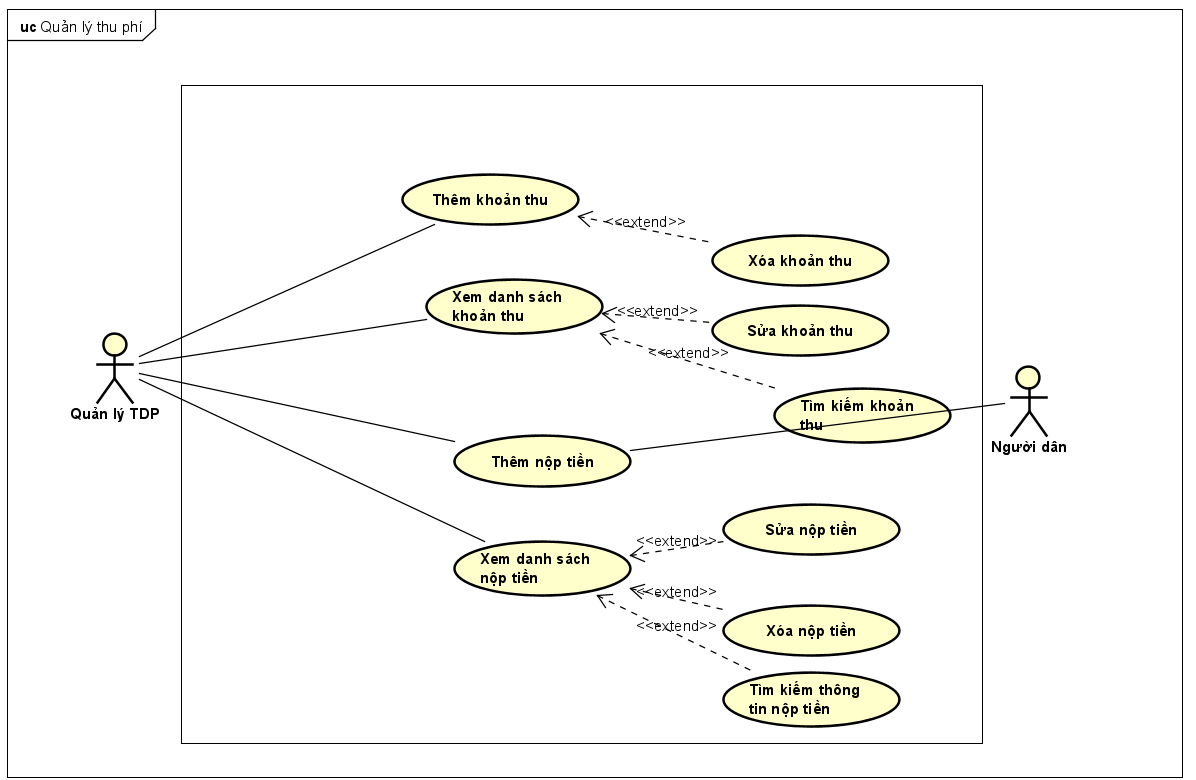 uc Quản lý thu phí
Thêm khoản thu
<<extend>>
Xóa khoản thu
Xem danh sách
khoản thu
<<extend>>
Sửa khoản thu
<<extend>>
Tìm kiếm khoản
thu
Quản lý TDP
Người dân
Thêm nộp tiền
Sửa nộp tiền
<<extend>>
Xem danh sách
nộp tiền
<<extend>>
Xóa nộp tiền
<<extend>>
Tìm kiếm thông
tin nộp tiền